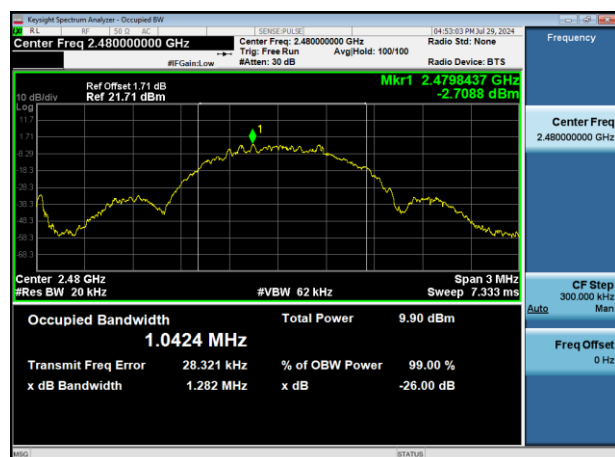 Keysight Spectrum Analyzer - Occupied BW
RL RF 50 Ω AC SENSE:PULSE 04:53:03 PM Jul 29, 2024
Center Freq 2.480000000 GHz Center Freq: 2.480000000 GHz Radio Std: None
Trig: Free Run Avg|Hold: 100/100
#IFGain:Low #Atten: 30 dB Radio Device: BTS
Mkr1 2.4798437 GHz
-2.7088 dBm
Ref Offset 1.71 dB
10 dB/div Ref 21.71 dBm
Log
11.7
1.71
-8.29
-18.3
-28.3
-38.3
-48.3
-58.3
-68.3
1
Center 2.48 GHz Span 3 MHz
#Res BW 20 kHz #VBW 62 kHz Sweep 7.333 ms
Occupied Bandwidth Total Power 9.90 dBm
1.0424 MHz
Transmit Freq Error 28.321 kHz % of OBW Power 99.00 %
x dB Bandwidth 1.282 MHz x dB -26.00 dB
MSG STATUS
Frequency
Center Freq
2.480000000 GHz
CF Step
300.000 kHz
Auto Man
Freq Offset
0 Hz